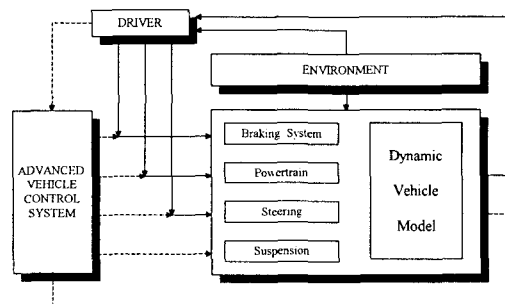 DRIVER
ENVIRONMENT
Braking System
Powertrain
Steering
Suspension
Dynamic
Vehicle
Model
ADVANCED
VEHICLE
CONTROL
SYSTEM